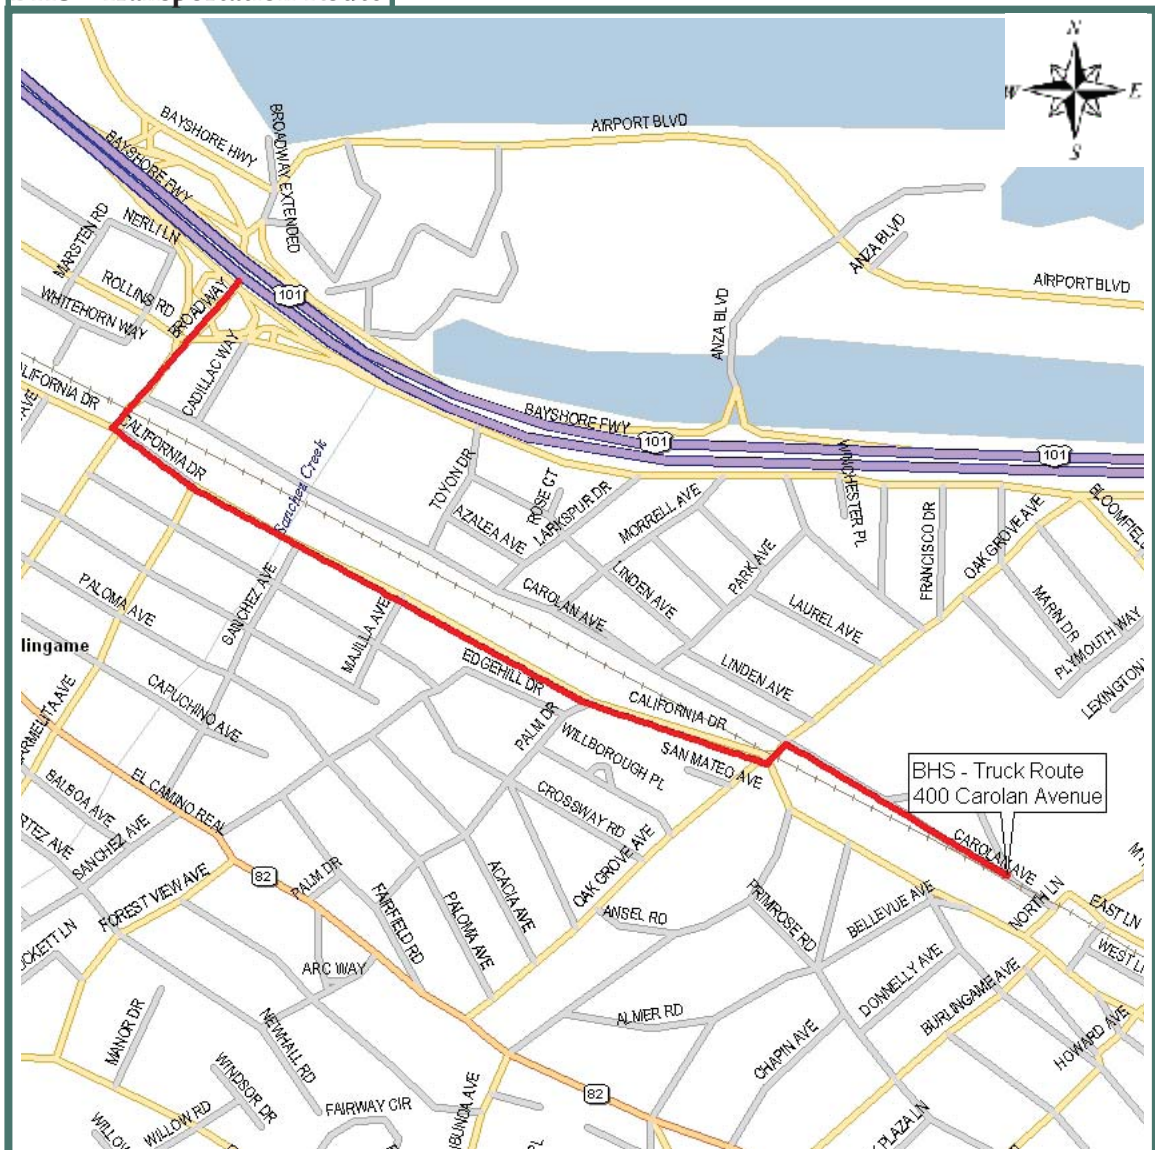 N
W
E
S
BAYSHORE HWY
BROADWAY EXTENDED
AIRPORT BLVD
BAYSHORE FWY
NERLI LN
MARSTEN RD
ANZA BLVD
AIRPORT BLVD
ROLLINS RD
BROADWAY
101
WHITEHORN WAY
ANZA BLVD
CADILLAC WAY
CALIFORNIA DR
BAYSHORE FWY
101
101
WINCHESTER PL
TOYON DR
ROSE CT
LARKSPUR DR
MORRELL AVE
AZALEA AVE
FRANCISCO DR
OAK GROVE AVE
Sanchez Creek
PARK AVE
LINDEN AVE
CAROLAN AVE
LAUREL AVE
MARIN DR
PLYMOUTH WAY
PALOMA AVE
SANCHEZ AVE
MAJILLA AVE
lingame
EDGEHILL DR
LINDEN AVE
CALIFORNIA DR
CAPUCHINO AVE
PALM DR
WILLBOROUGH PL
SAN MATEO AVE
BHS - Truck Route
400 Carolan Avenue
EL CAMINO REAL
BALBOA AVE
CROSSWAY RD
SANCHEZ AVE
CAROLAN AVE
82
PALM DR
FAIRFIELD RD
ACACIA AVE
PALOMA AVE
OAK GROVE AVE
FOREST VIEW AVE
ANSEL RD
PRIMROSE RD
BELLEVUE AVE
NORTH LN
EAST LN
ARC WAY
DONNELLY AVE
BURLINGAME AVE
ALMER RD
MANOR DR
NEWHALL RD
CHAPIN AVE
HOWARD AVE
WINDSOR DR
82
FAIRWAY CIR
WILLOW RD
PLAZA LN